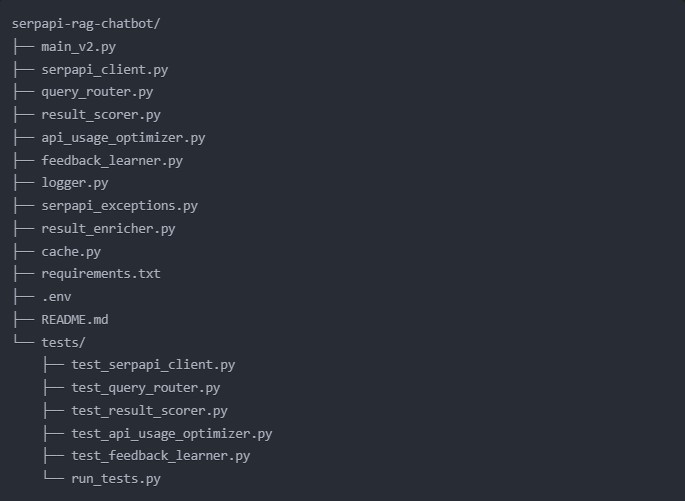 serpapi-rag-chatbot/
├── main_v2.py
├── serpapi_client.py
├── query_router.py
├── result_scorer.py
├── api_usage_optimizer.py
├── feedback_learner.py
├── logger.py
├── serpapi_exceptions.py
├── result_enricher.py
├── cache.py
├── requirements.txt
├── .env
├── README.md
└── tests/
    ├── test_serpapi_client.py
    ├── test_query_router.py
    ├── test_result_scorer.py
    ├── test_api_usage_optimizer.py
    ├── test_feedback_learner.py
    └── run_tests.py